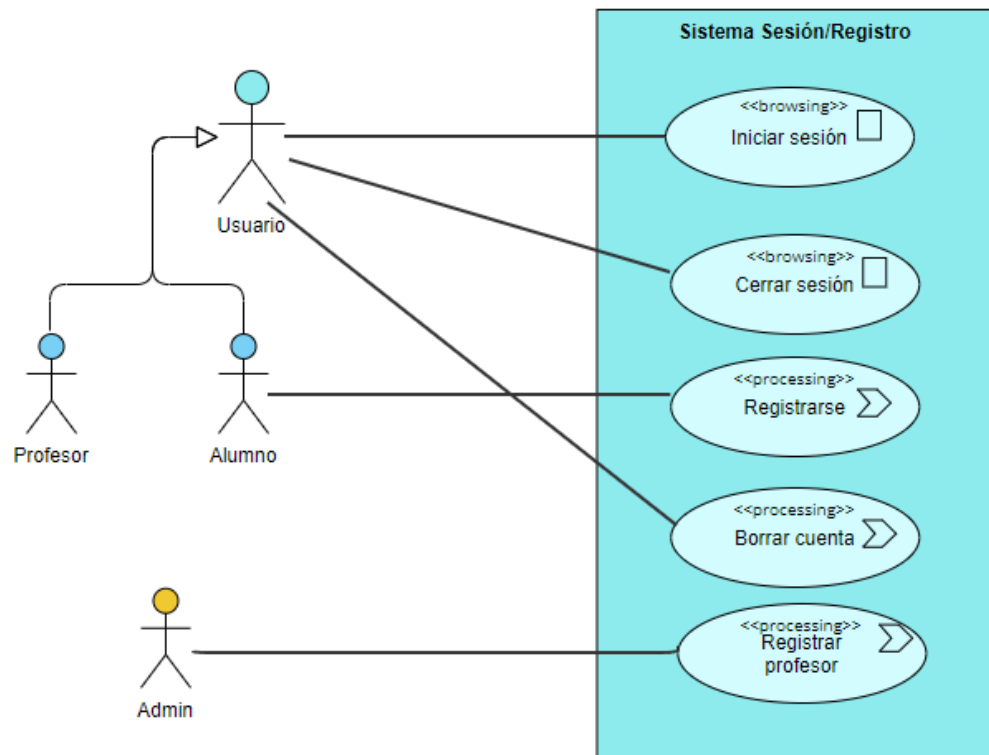 Sistema Sesión/Registro
<<browsing>>
Iniciar sesión
Usuario
<<browsing>>
Cerrar sesión
<<processing>>
Registrarse
Profesor
Alumno
<<processing>>
Borrar cuenta
<<processing>>
Registrar
profesor
Admin